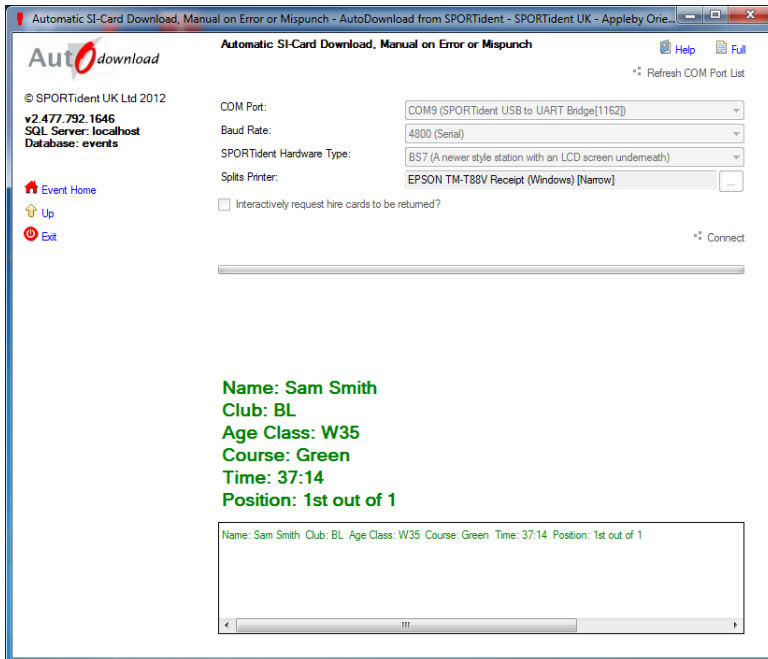 Automatic SI-Card Download, Manual on Error or Mispunch - AutoDownload from SPORTident - SPORTident UK - Appleby Orie...
AutOdownload
Automatic SI-Card Download, Manual on Error or Mispunch
Help
Full
Refresh COM Port List
© SPORTident UK Ltd 2012
v2.477.792.1646
SQL Server: localhost
Database: events
Event Home
Up
Exit
COM Port:
COM9 (SPORTident USB to UART Bridge[1162])
Baud Rate:
4800 (Serial)
SPORTident Hardware Type:
BS7 (A newer style station with an LCD screen underneath)
Splits Printer:
EPSON TM-T88V Receipt (Windows) [Narrow]
...
Interactively request hire cards to be returned?
Connect
Name: Sam Smith
Club: BL
Age Class: W35
Course: Green
Time: 37:14
Position: 1st out of 1
Name: Sam Smith Club: BL Age Class: W35 Course: Green Time: 37:14 Position: 1st out of 1